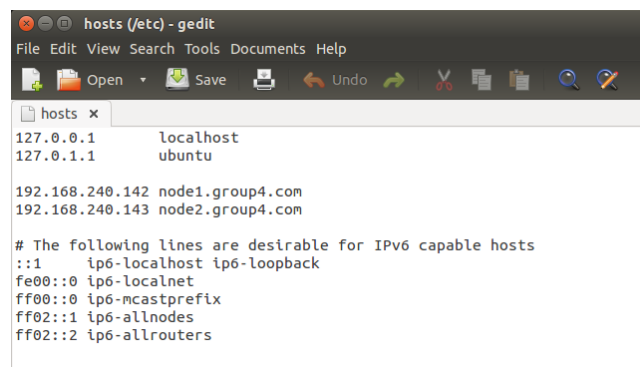 hosts (/etc) - gedit
File Edit View Search Tools Documents Help
Open Save Undo
hosts x
127.0.0.1 localhost
127.0.1.1 ubuntu
192.168.240.142 node1.group4.com
192.168.240.143 node2.group4.com
# The following lines are desirable for IPv6 capable hosts
::1 ip6-localhost ip6-loopback
fe00::0 ip6-localnet
ff00::0 ip6-mcastprefix
ff02::1 ip6-allnodes
ff02::2 ip6-allrouters